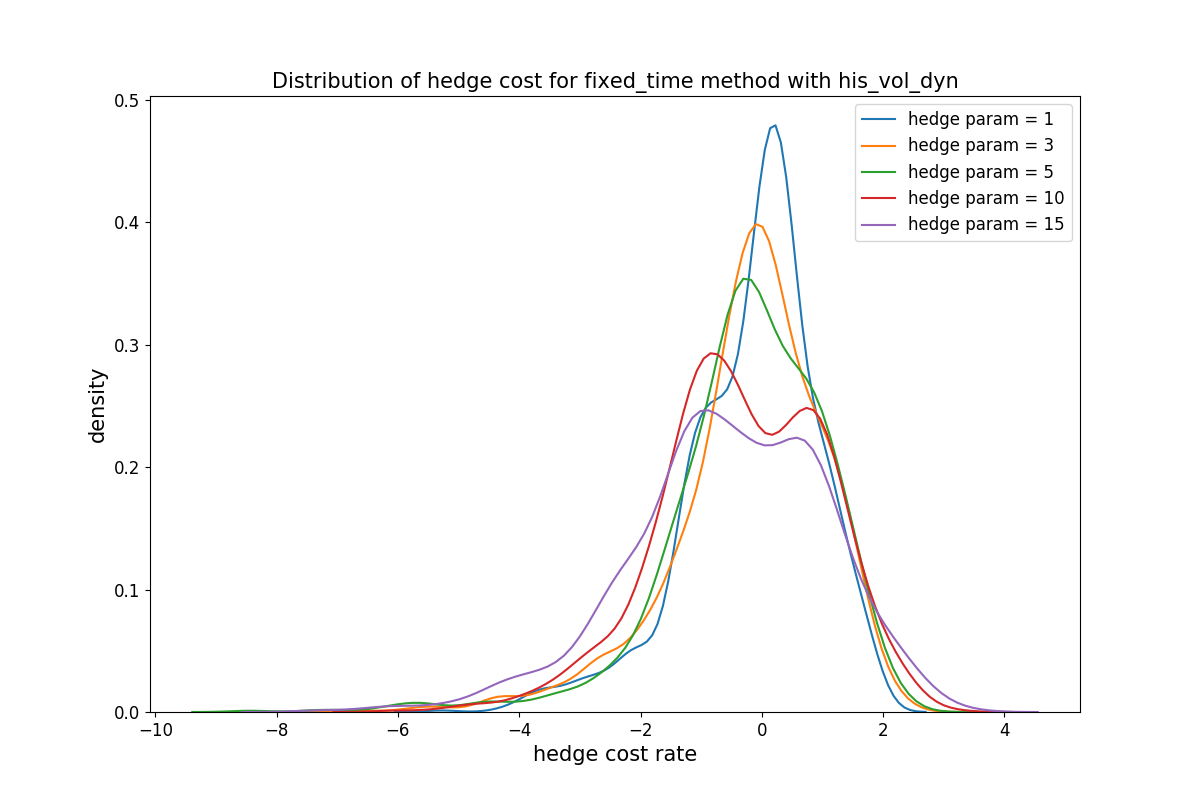 Distribution of hedge cost for fixed_time method with his_vol_dyn
hedge param = 1
hedge param = 3
hedge param = 5
hedge param = 10
hedge param = 15
density
0.5
0.4
0.3
0.2
0.1
0.0
−10 −8 −6 −4 −2 0 2 4
hedge cost rate